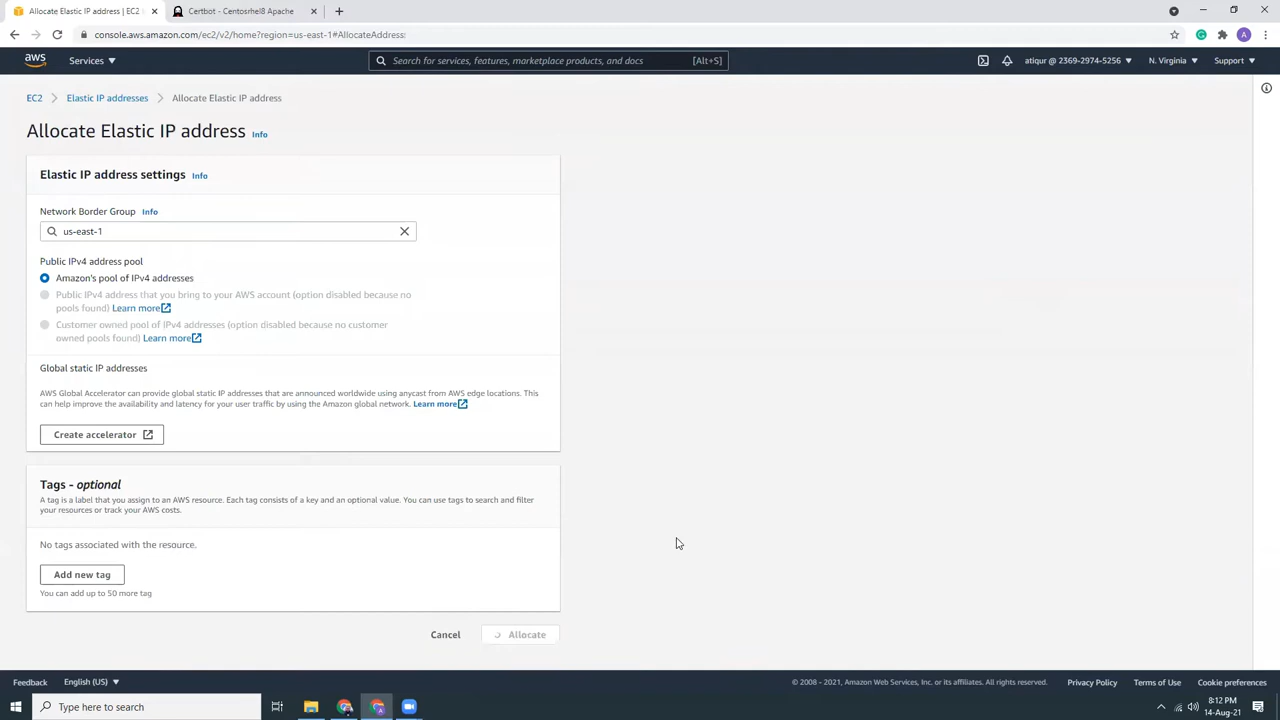 Allocate Elastic IP address | EC2
Certbot - Centosrhel8 Apache
console.aws.amazon.com/ec2/v2/home?region=us-east-1#AllocateAddress:
A
aws
Services
Search for services, features, marketplace products, and docs
[Alt+S]
atiqur @ 2369-2974-5256
N. Virginia
Support
EC2
Elastic IP addresses
Allocate Elastic IP address
Allocate Elastic IP address Info
Elastic IP address settings Info
Network Border Group Info
us-east-1
Public IPv4 address pool
Amazon's pool of IPv4 addresses
Public IPv4 address that you bring to your AWS account (option disabled because no
pools found) Learn more
Customer owned pool of IPv4 addresses (option disabled because no customer
owned pools found) Learn more
Global static IP addresses
AWS Global Accelerator can provide global static IP addresses that are announced worldwide using anycast from AWS edge locations. This
can help improve the availability and latency for your user traffic by using the Amazon global network. Learn more
Create accelerator
Tags - optional
A tag is a label that you assign to an AWS resource. Each tag consists of a key and an optional value. You can use tags to search and filter
your resources or track your AWS costs.
No tags associated with the resource.
Add new tag
You can add up to 50 more tag
Cancel
Allocate
Feedback
English (US)
© 2008 - 2021, Amazon Web Services, Inc. or its affiliates. All rights reserved.
Privacy Policy
Terms of Use
Cookie preferences
Type here to search
8:12 PM
14-Aug-21